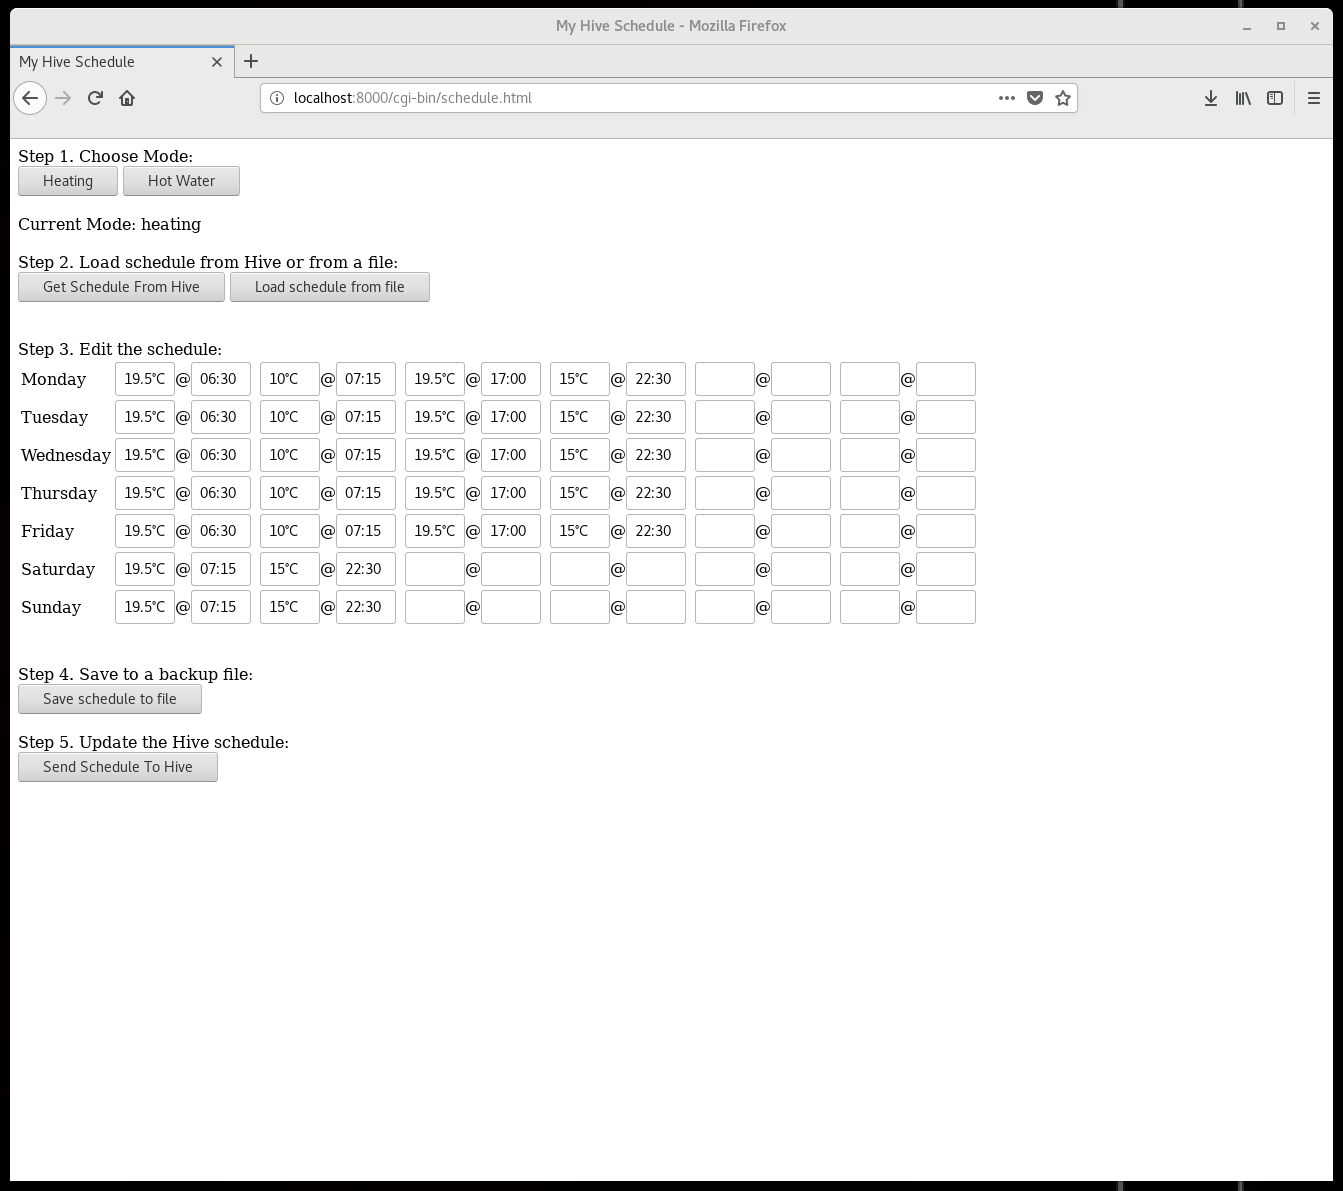 My Hive Schedule - Mozilla Firefox
My Hive Schedule
localhost:8000/cgi-bin/schedule.html
Step 1. Choose Mode:
Heating Hot Water
Current Mode: heating
Step 2. Load schedule from Hive or from a file:
Get Schedule From Hive Load schedule from file
Step 3. Edit the schedule:
Monday 19.5°C @ 06:30 10°C @ 07:15 19.5°C @ 17:00 15°C @ 22:30 @ @
Tuesday 19.5°C @ 06:30 10°C @ 07:15 19.5°C @ 17:00 15°C @ 22:30 @ @
Wednesday 19.5°C @ 06:30 10°C @ 07:15 19.5°C @ 17:00 15°C @ 22:30 @ @
Thursday 19.5°C @ 06:30 10°C @ 07:15 19.5°C @ 17:00 15°C @ 22:30 @ @
Friday 19.5°C @ 06:30 10°C @ 07:15 19.5°C @ 17:00 15°C @ 22:30 @ @
Saturday 19.5°C @ 07:15 15°C @ 22:30 @ @ @ @
Sunday 19.5°C @ 07:15 15°C @ 22:30 @ @ @ @
Step 4. Save to a backup file:
Save schedule to file
Step 5. Update the Hive schedule:
Send Schedule To Hive